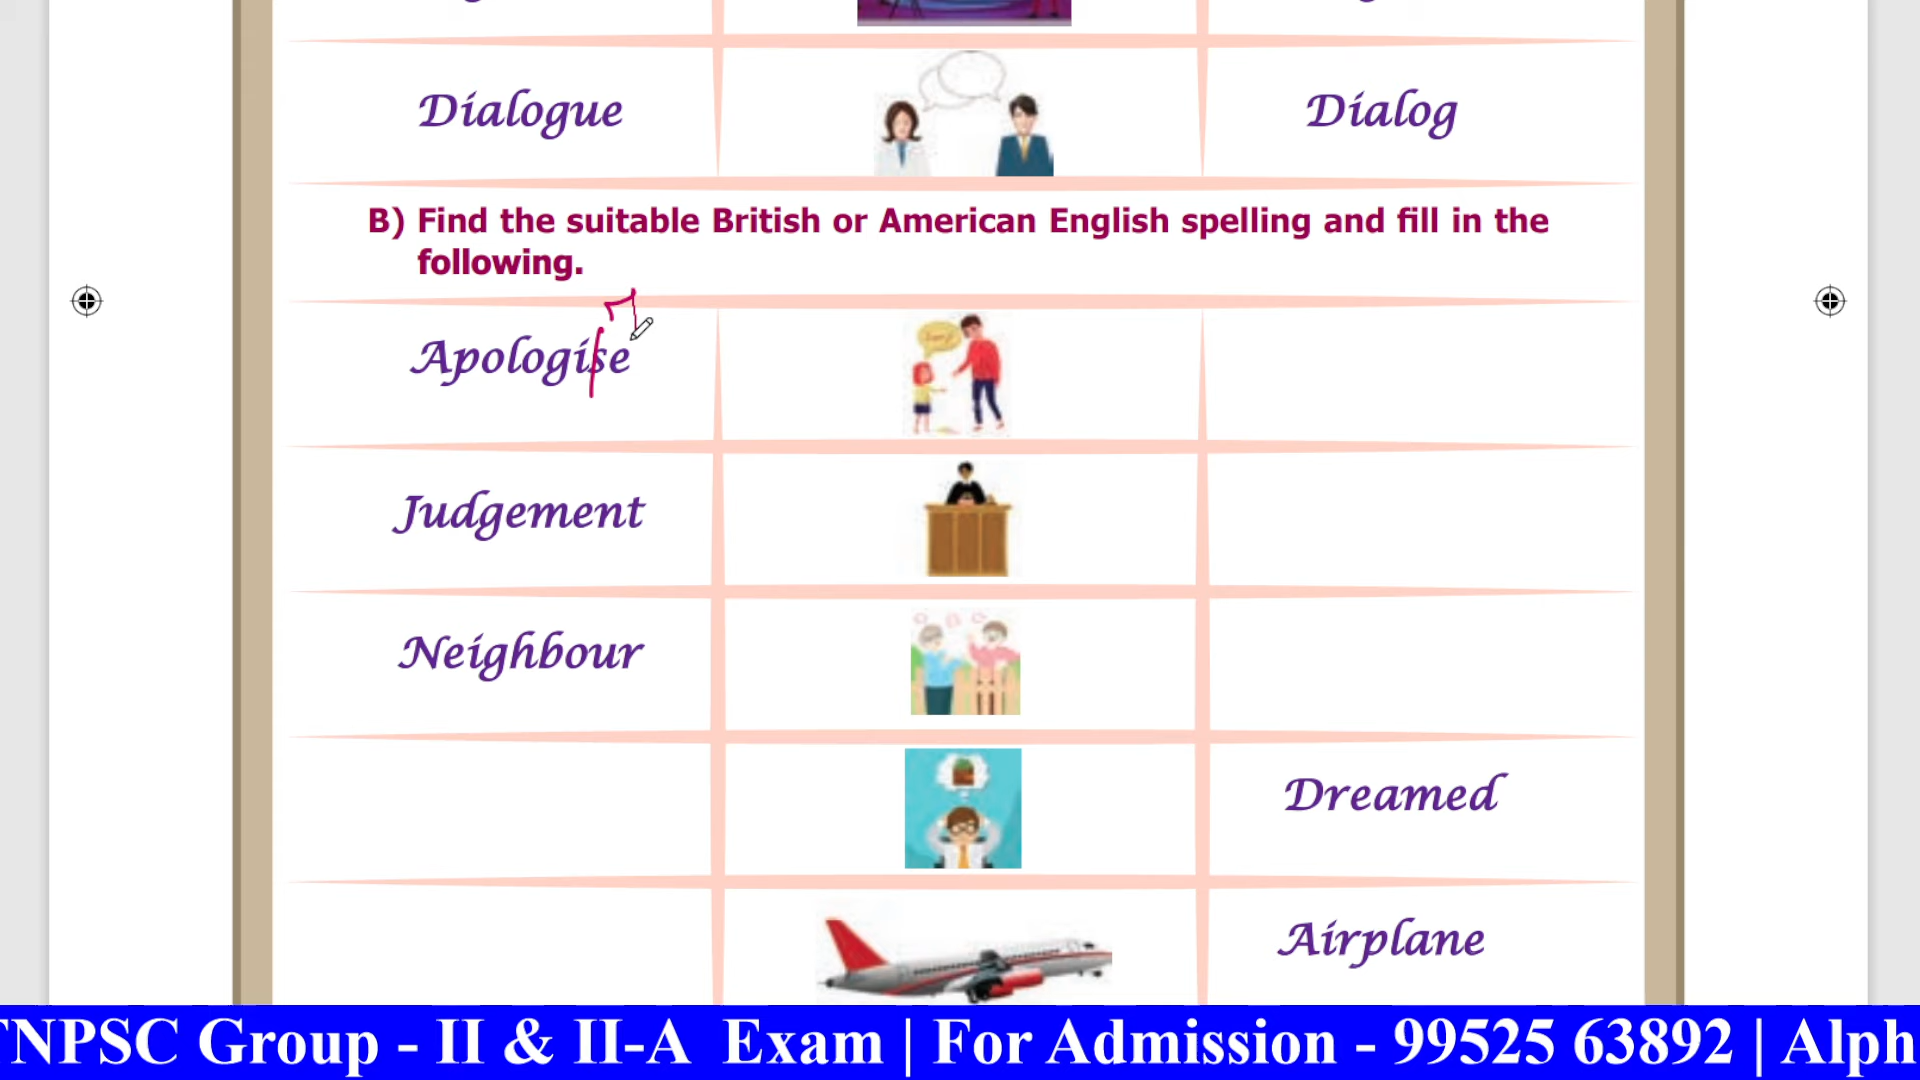 Dialogue Dialog
B) Find the suitable British or American English spelling and fill in the
following.
Apologise
Judgement
Neighbour
Dreamed
Airplane
TNPSC Group - II & II-A Exam | For Admission - 99525 63892 | Alph